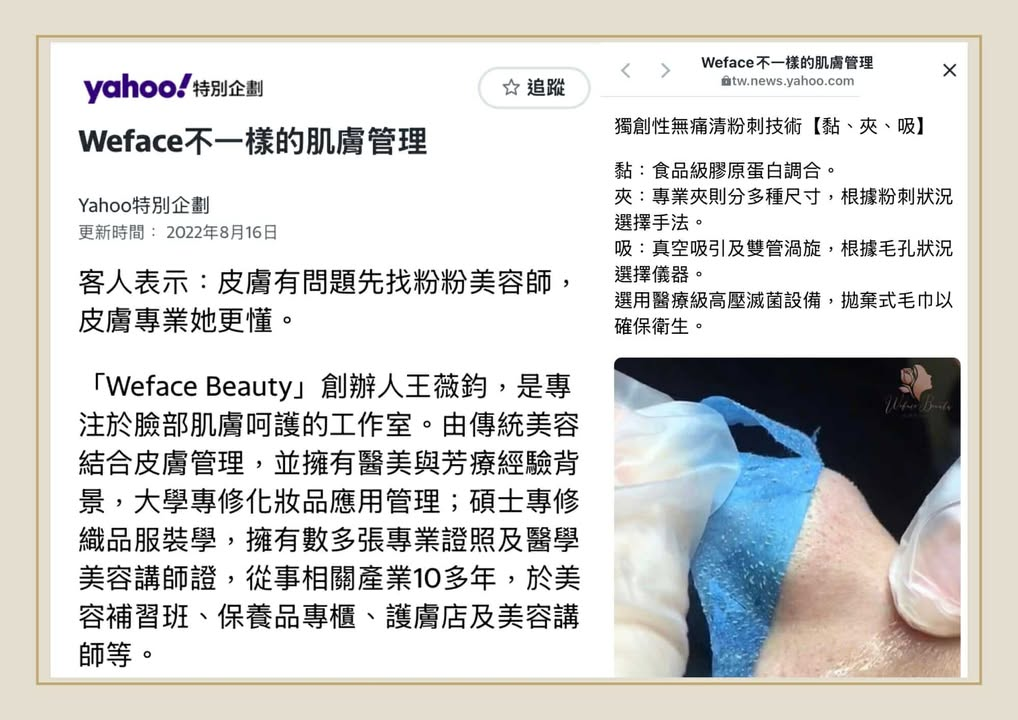 yahoo!特別企劃
追蹤
Weface不一樣的肌膚管理
Yahoo特別企劃
更新時間： 2022年8月16日
客人表示：皮膚有問題先找粉粉美容師，
皮膚專業她更懂。
「Weface Beauty」創辦人王薇鈞，是專
注於臉部肌膚呵護的工作室。由傳統美容
結合皮膚管理，並擁有醫美與芳療經驗背
景，大學專修化妝品應用管理；碩士專修
織品服裝學，擁有數多張專業證照及醫學
美容講師證，從事相關產業10多年，於美
容補習班、保養品專櫃、護膚店及美容講
師等。
Weface不一樣的肌膚管理
tw.news.yahoo.com
獨創性無痛清粉刺技術【黏、夾、吸】
黏：食品級膠原蛋白調合。
夾：專業夾則分多種尺寸，根據粉刺狀況
選擇手法。
吸：真空吸引及雙管渦旋，根據毛孔狀況
選擇儀器。
選用醫療級高壓滅菌設備，拋棄式毛巾以
確保衛生。
Weface Beauty